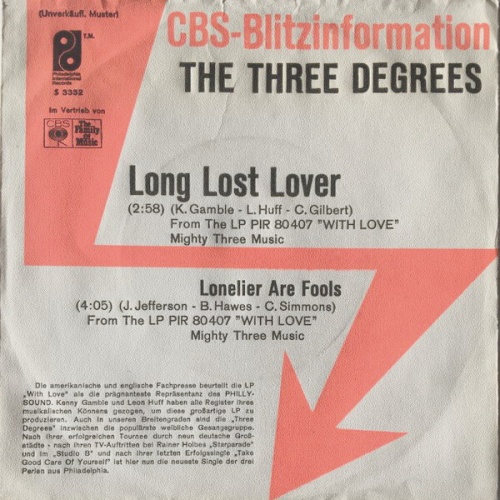 (Unverkäufl. Muster)
CBS-Blitzinformation
T.M.
THE THREE DEGREES
Philadelphia
International
Records
S 3352
Im Vertrieb von
CBS
The
Family
Of
Music
Long Lost Lover
(2:58) (K. Gamble - L. Huff - C. Gilbert)
From The LP PIR 80407 "WITH LOVE"
Mighty Three Music
Lonelier Are Fools
(4:05) (J. Jefferson - B. Hawes - C. Simmons)
From The LP PIR 80407 "WITH LOVE"
Mighty Three Music
Die amerikanische und englische Fachpresse beurteilt die LP
„With Love" als die prägnanteste Repräsentanz des PHILLY-
SOUND. Kenny Gamble und Leon Huff haben alle Register ihres
musikalischen Könnens gezogen, um diese großartige LP zu
produzieren. Auch in unseren Breitengraden sind die „Three
Degrees" inzwischen die populärste weibliche Gesangsgruppe.
Nach ihrer erfolgreichen Tournee durch neun deutsche Groß-
städte - nach ihren TV-Auftritten bei Rainer Holbes „Starparade"
und im „Studio B" und nach ihrer letzten Erfolgssingle „Take
Good Care Of Yourself" ist hier nun die neueste Single der drei
Perlen aus Philadelphia.